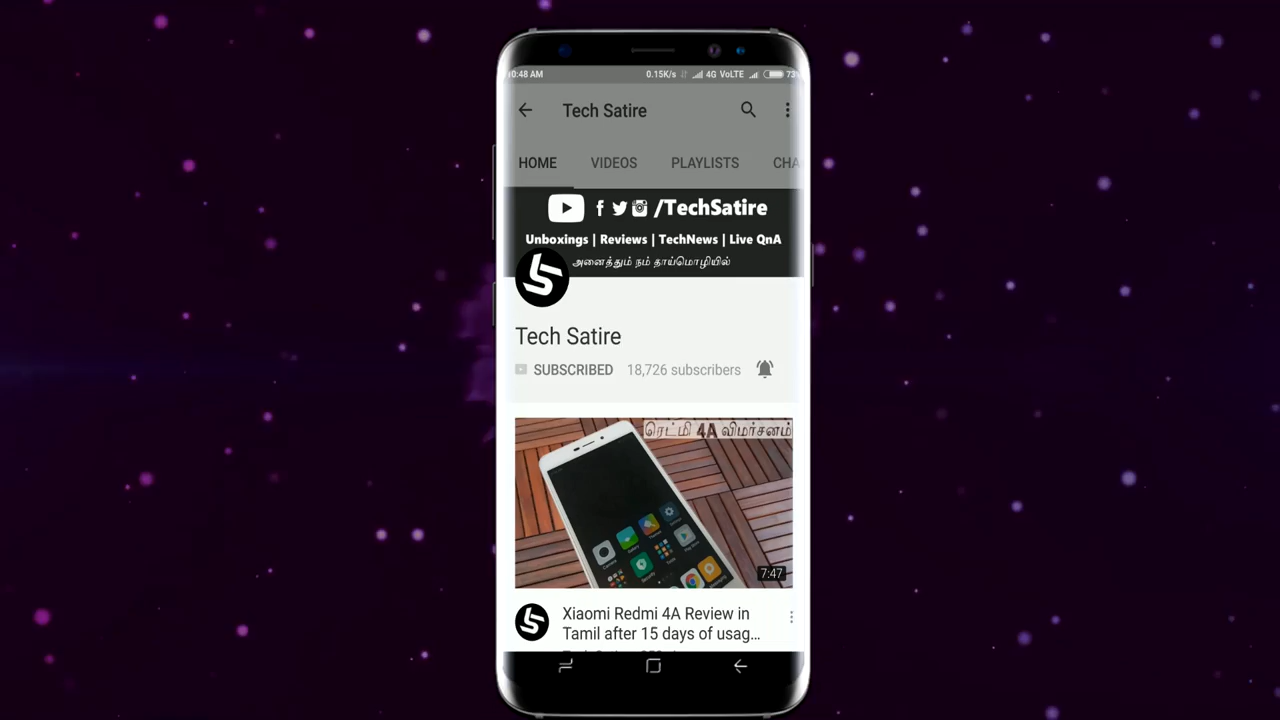 10:48 AM 0.15K/s 4G VoLTE 73%
Tech Satire
HOME VIDEOS PLAYLISTS CHA
/TechSatire
Unboxings | Reviews | TechNews | Live QnA
அனைத்தும் நம் தாய்மொழியில்
Tech Satire
SUBSCRIBED 18,726 subscribers
ரெட்மி 4A விமர்சனம்
7:47
Xiaomi Redmi 4A Review in
Tamil after 15 days of usag...